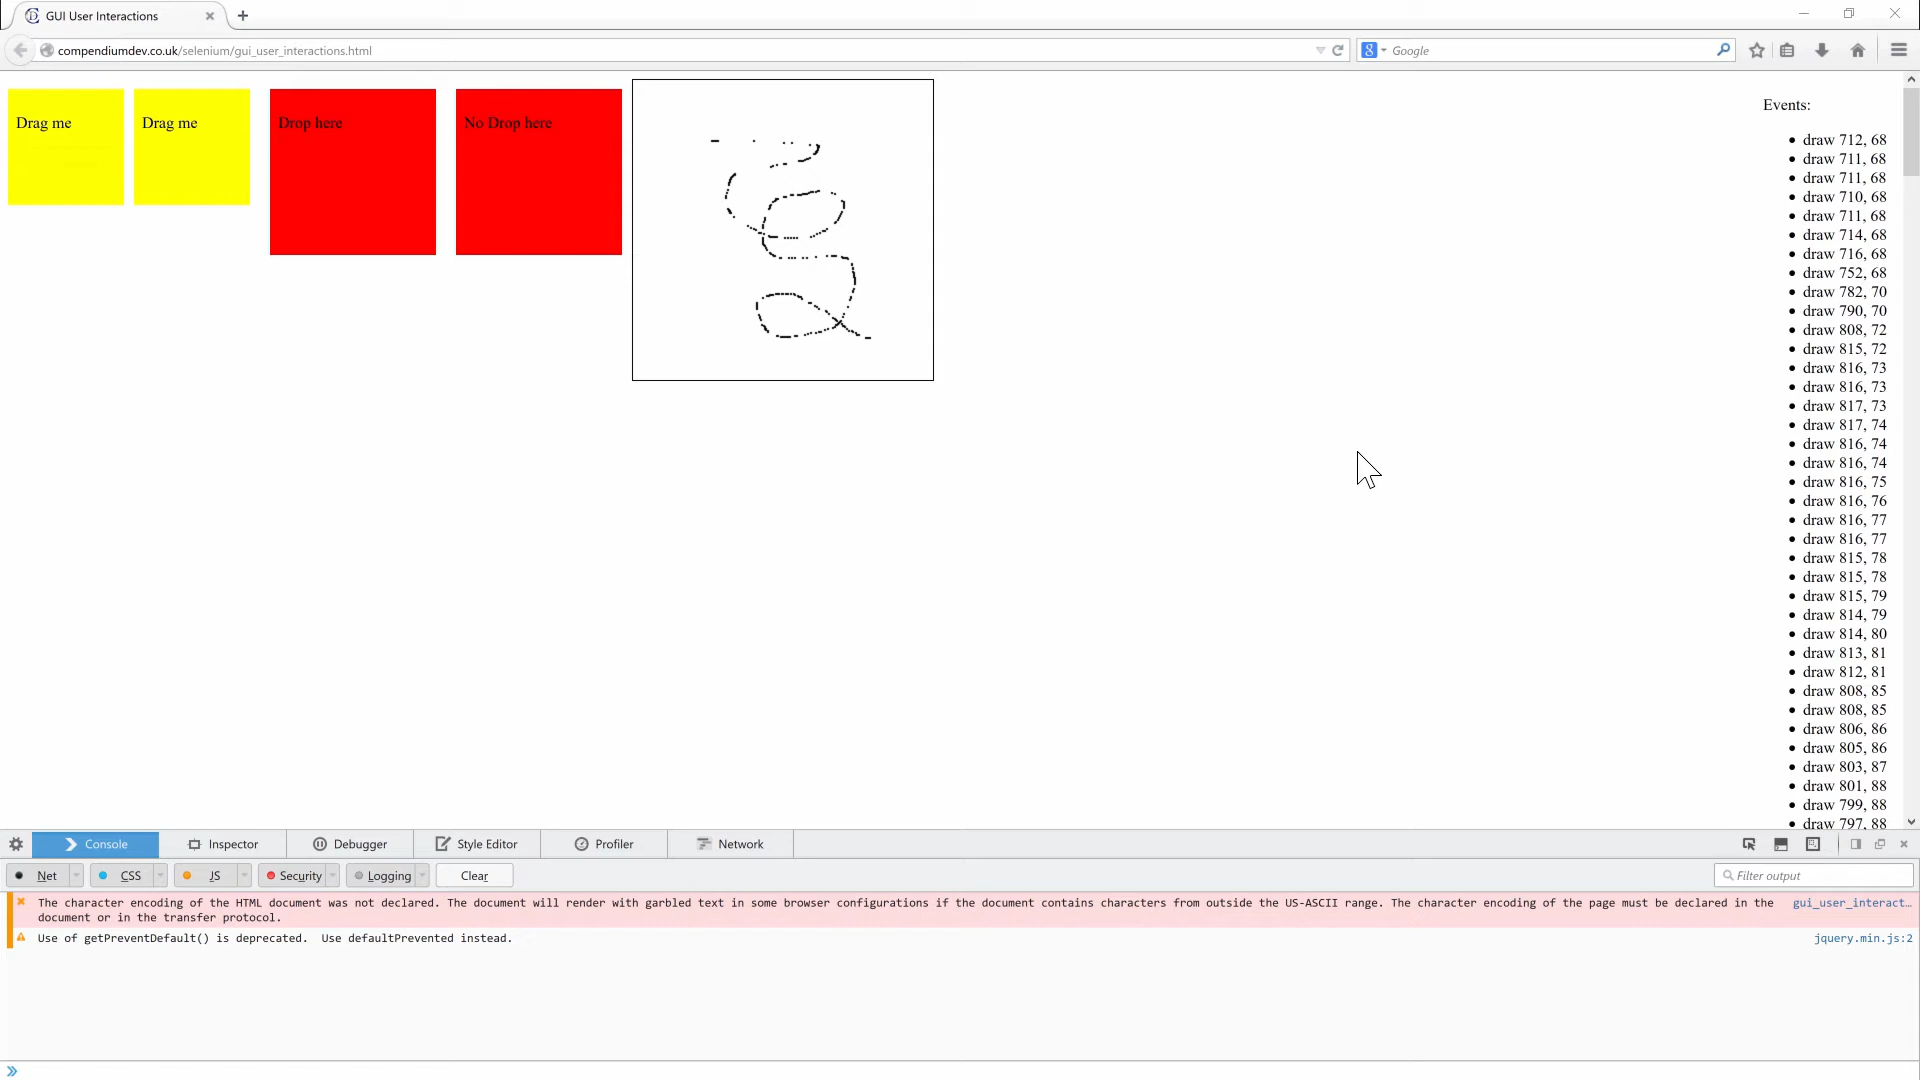 GUI User Interactions
compendiumdev.co.uk/selenium/gui_user_interactions.html
Google
Drag me
Drag me
Drop here
No Drop here
Events:
draw 712, 68
draw 711, 68
draw 711, 68
draw 710, 68
draw 711, 68
draw 714, 68
draw 716, 68
draw 752, 68
draw 782, 70
draw 790, 70
draw 808, 72
draw 815, 72
draw 816, 73
draw 816, 73
draw 817, 73
draw 817, 74
draw 816, 74
draw 816, 74
draw 816, 75
draw 816, 76
draw 816, 77
draw 816, 77
draw 815, 78
draw 815, 78
draw 815, 79
draw 814, 79
draw 814, 80
draw 813, 81
draw 812, 81
draw 808, 85
draw 808, 85
draw 806, 86
draw 805, 86
draw 803, 87
draw 801, 88
draw 799, 88
draw 797, 88
Console
Inspector
Debugger
Style Editor
Profiler
Network
Net
CSS
JS
Security
Logging
Clear
Filter output
The character encoding of the HTML document was not declared. The document will render with garbled text in some browser configurations if the document contains characters from outside the US-ASCII range. The character encoding of the page must be declared in the
gui_user_interact…
document or in the transfer protocol.
Use of getPreventDefault() is deprecated.  Use defaultPrevented instead.
jquery.min.js:2